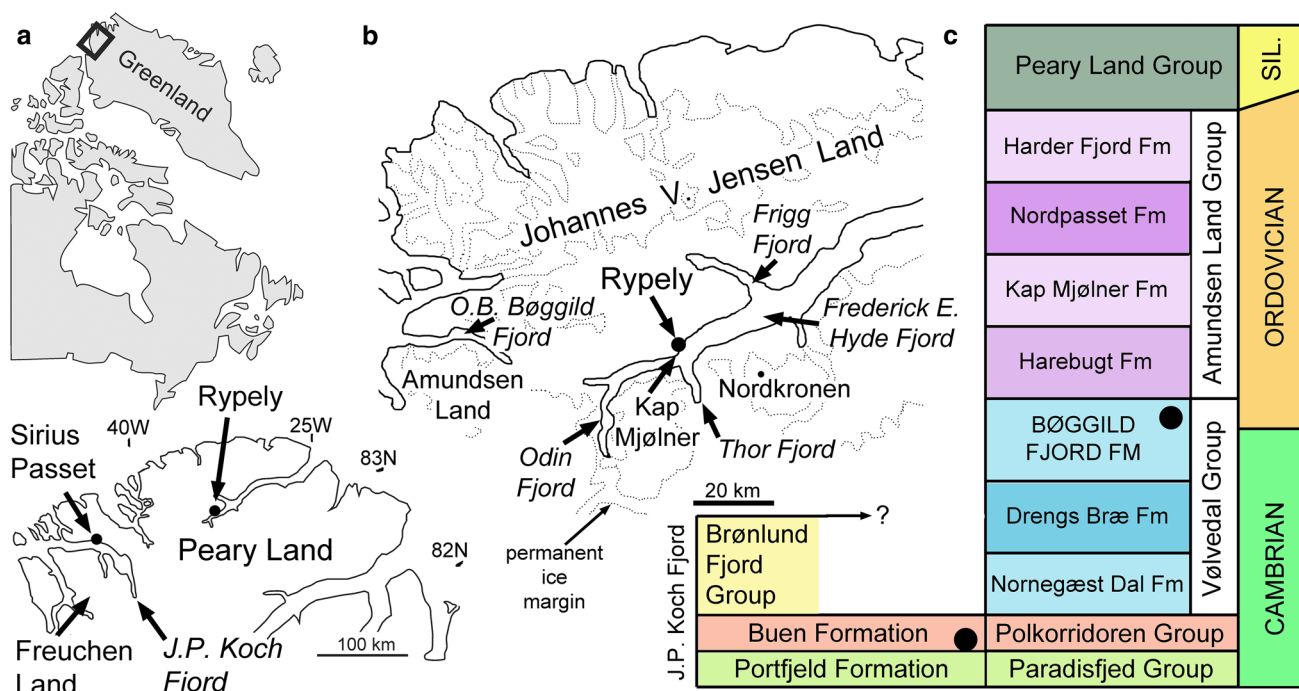 a
Greenland
Rypely
40W
25W
Sirius
Passet
83N
Peary Land
82N
Freuchen
Land
J.P. Koch
Fjord
100 km
b
Johannes V. Jensen Land
Frigg
Fjord
Rypely
O.B. Bøggild
Fjord
Frederick E.
Hyde Fjord
Amundsen
Land
Nordkronen
Kap
Mjølner
Odin
Fjord
Thor Fjord
20 km
permanent
ice
margin
c
Peary Land Group
SIL.
Harder Fjord Fm
Nordpasset Fm
Kap Mjølner Fm
Harebugt Fm
Amundsen Land Group
ORDOVICIAN
BØGGILD
FJORD FM
Drengs Bræ Fm
Nornegæst Dal Fm
Vølvedal Group
CAMBRIAN
?
J.P. Koch Fjord
Brønlund
Fjord
Group
Buen Formation
Polkorridoren Group
Portfjeld Formation
Paradisfjed Group